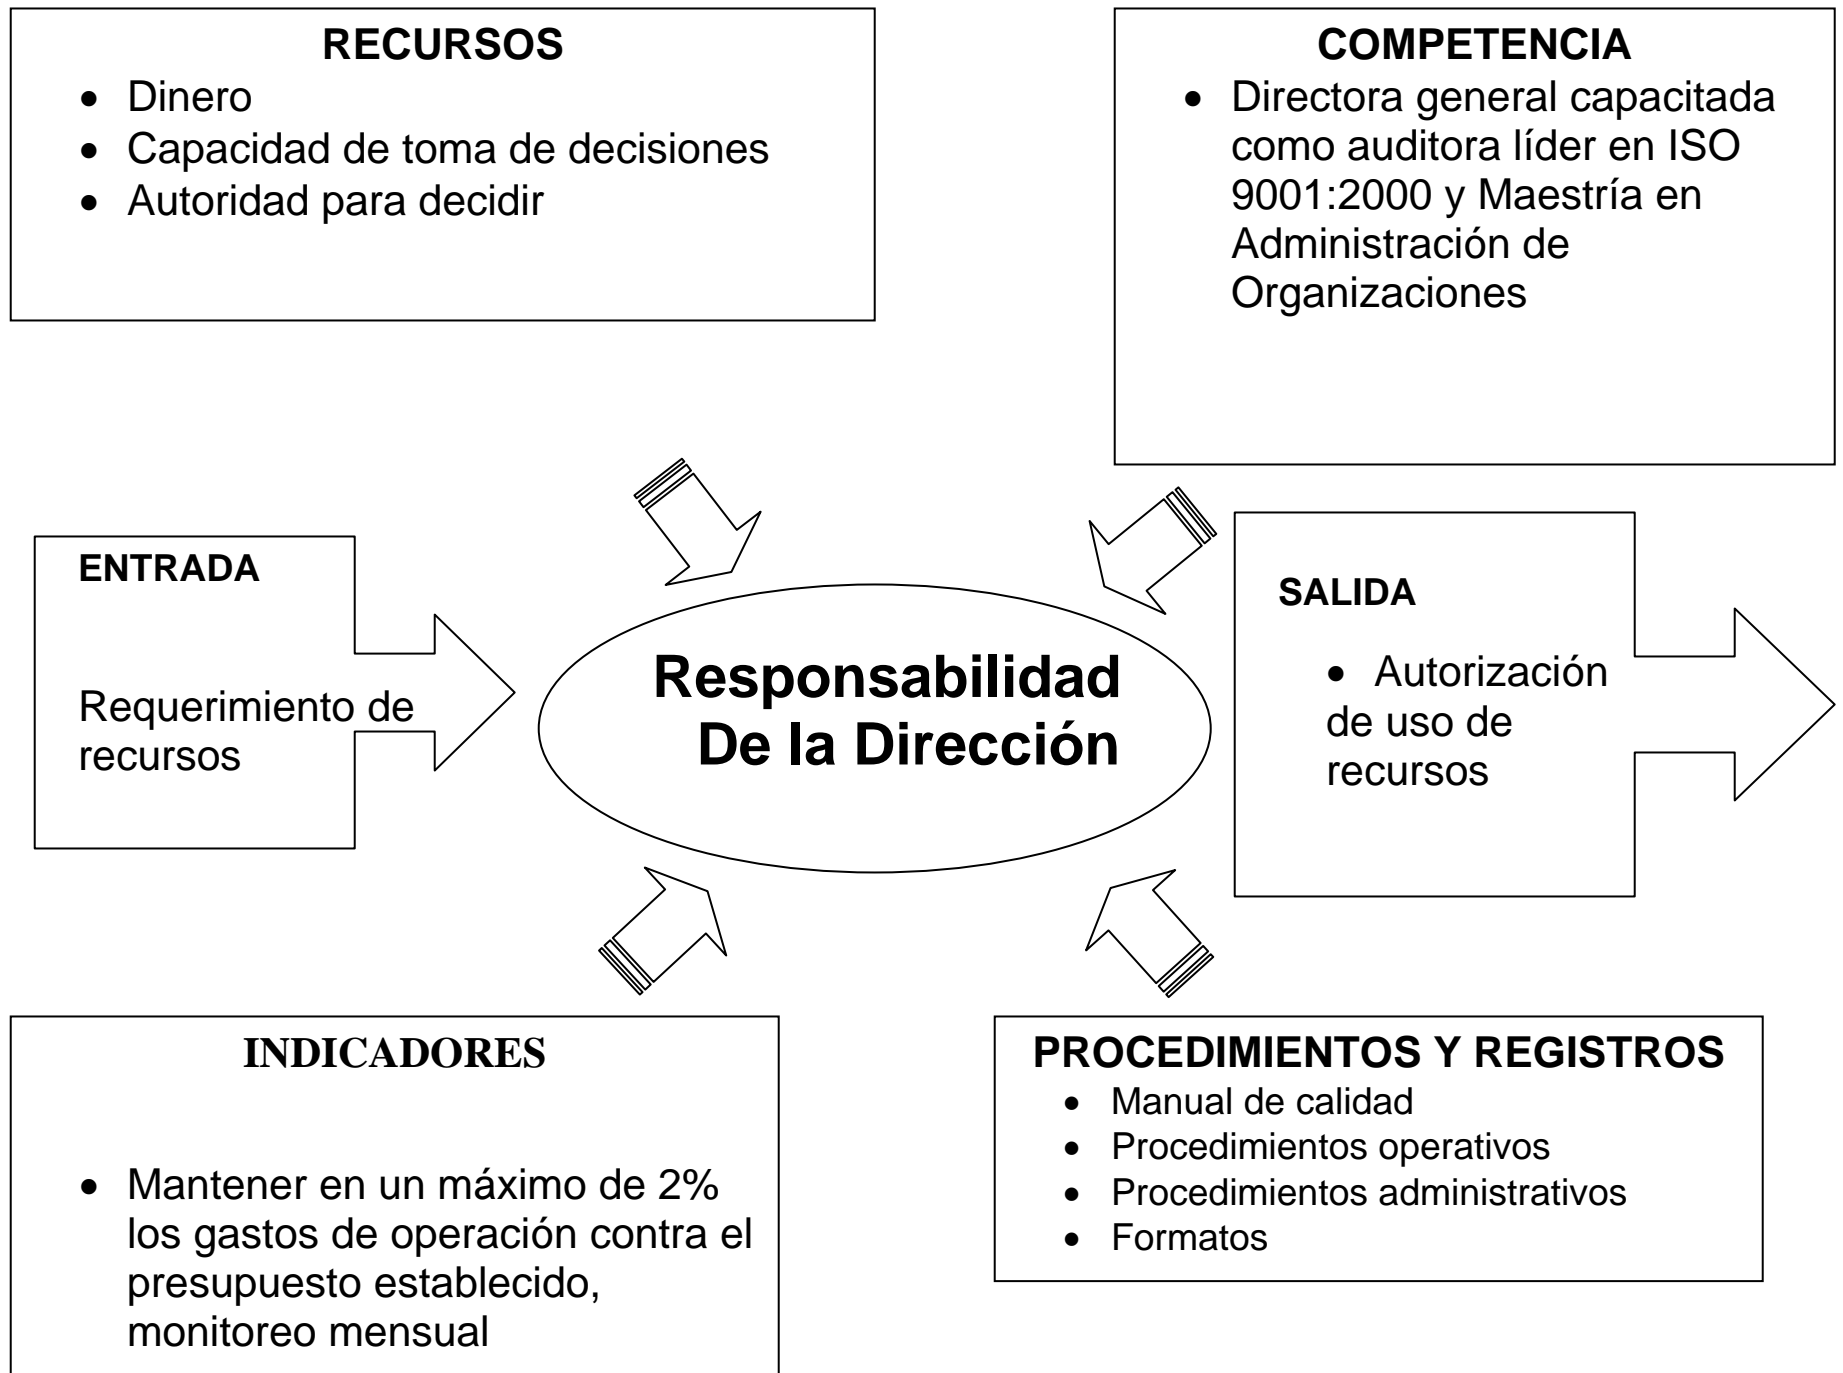 RECURSOS
• Dinero
• Capacidad de toma de decisiones
• Autoridad para decidir
COMPETENCIA
• Directora general capacitada
como auditora líder en ISO
9001:2000 y Maestría en
Administración de
Organizaciones
ENTRADA
Requerimiento de
recursos
Responsabilidad
De la Dirección
SALIDA
• Autorización
de uso de
recursos
INDICADORES
• Mantener en un máximo de 2%
los gastos de operación contra el
presupuesto establecido,
monitoreo mensual
PROCEDIMIENTOS Y REGISTROS
• Manual de calidad
• Procedimientos operativos
• Procedimientos administrativos
• Formatos